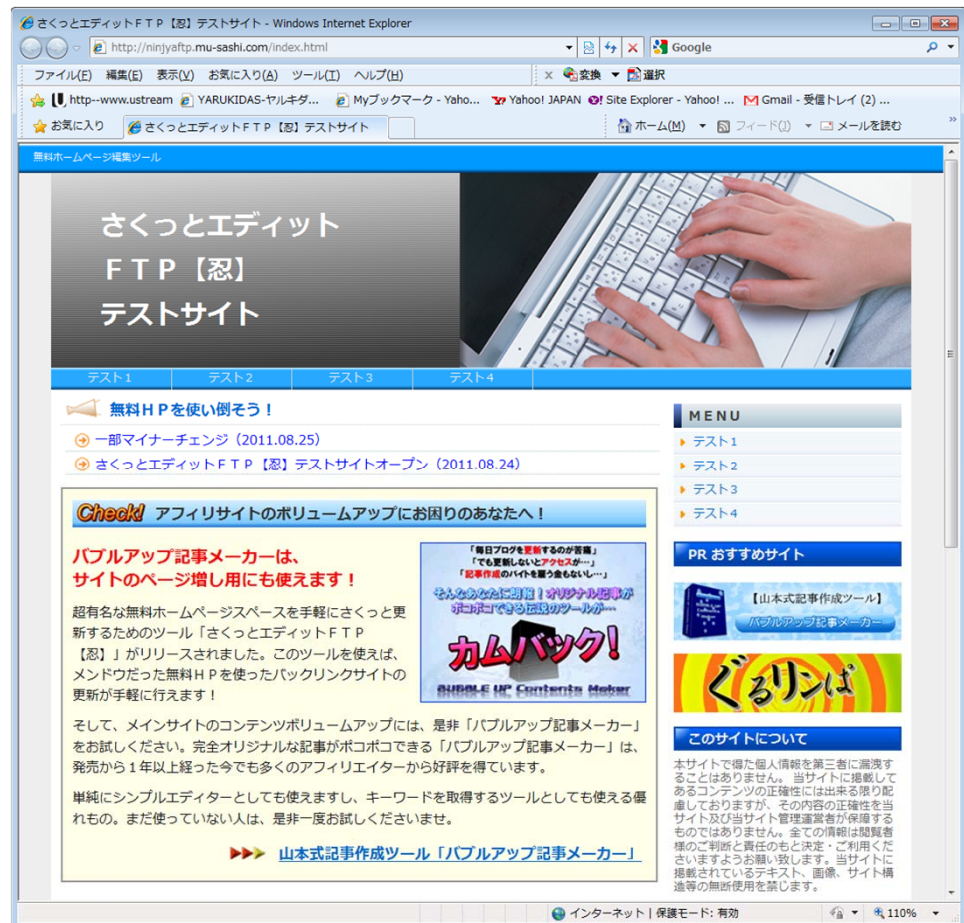 さくっとエディットＦＴＰ【忍】テストサイト - Windows Internet Explorer
http://ninjyaftp.mu-sashi.com/index.html
Google
ファイル(F) 編集(E) 表示(V) お気に入り(A) ツール(T) ヘルプ(H)
x 変換 選択
http--www.ustream YARUKIDAS-ヤルキダ... Myブックマーク - Yaho... Yahoo! JAPAN Site Explorer - Yahoo! ... Gmail - 受信トレイ (2) ...
お気に入り さくっとエディットＦＴＰ【忍】テストサイト ホーム(M) フィード(J) メールを読む
無料ホームページ編集ツール
さくっとエディット
ＦＴＰ【忍】
テストサイト
テスト1 テスト2 テスト3 テスト4
無料ＨＰを使い倒そう！
一部マイナーチェンジ（2011.08.25）
さくっとエディットＦＴＰ【忍】テストサイトオープン（2011.08.24）
Check! アフィリサイトのボリュームアップにお困りのあなたへ！
バブルアップ記事メーカーは、
サイトのページ増し用にも使えます！
超有名な無料ホームページスペースを手軽にさくっと更
新するためのツール「さくっとエディットＦＴＰ
【忍】」がリリースされました。このツールを使えば、
メンドウだった無料ＨＰを使ったバックリンクサイトの
更新が手軽に行えます！
「毎日ブログを更新するのが苦痛」
「でも更新しないとアクセスが…」
「記事作成のバイトを雇う金もないし…」
そんなあなたに朗報！オリジナル記事が
ポコポコできる伝説のツールが…
カムバック！
BUBBLE UP Contents Maker
そして、メインサイトのコンテンツボリュームアップには、是非「バブルアップ記事メーカー」
をお試しください。完全オリジナルな記事がポコポコできる「バブルアップ記事メーカー」は、
発売から１年以上経った今でも多くのアフィリエイターから好評を得ています。
単純にシンプルエディターとしても使えますし、キーワードを取得するツールとしても使える優
れもの。まだ使っていない人は、是非一度お試しくださいませ。
山本式記事作成ツール「バブルアップ記事メーカー」
MENU
テスト1
テスト2
テスト3
テスト4
PR おすすめサイト
【山本式記事作成ツール】
バブルアップ記事メーカー
ぐるリンぱ
このサイトについて
本サイトで得た個人情報を第三者に漏洩す
ることはありません。 当サイトに掲載して
あるコンテンツの正確性には出来る限り配
慮しておりますが、その内容の正確性を当
サイト及び当サイト管理運営者が保障する
ものではありません。全ての情報は閲覧者
様のご判断と責任のもと決定・ご利用くだ
さいますようお願い致します。当サイトに
掲載されているテキスト、画像、サイト構
造等の無断使用を禁じます。
インターネット | 保護モード: 有効 110%